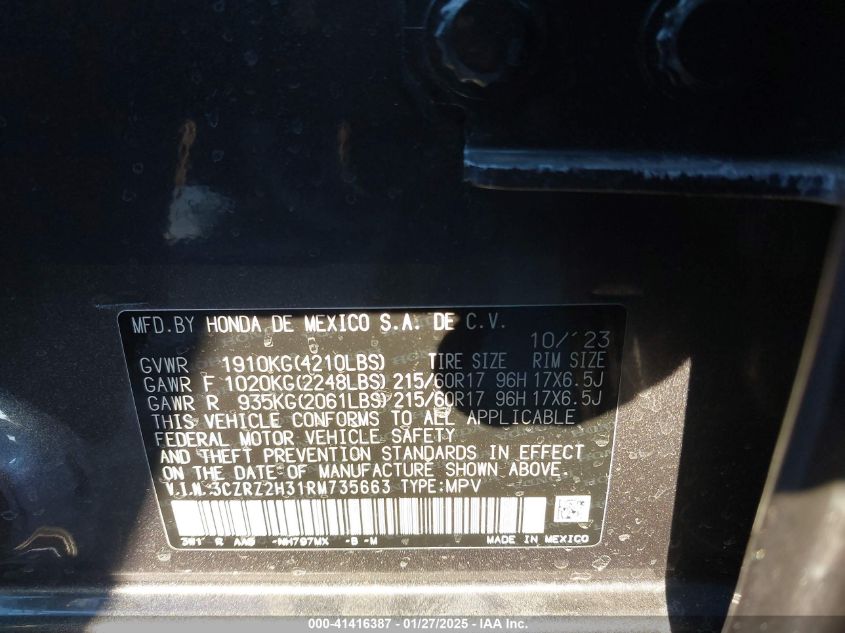 MFD.BY HONDA DE MEXICO S.A. DE C.V.
10/'23
GVWR 1910KG(4210LBS) TIRE SIZE RIM SIZE
GAWR F 1020KG(2248LBS) 215/60R17 96H 17X6.5J
GAWR R 935KG(2061LBS) 215/60R17 96H 17X6.5J
THIS VEHICLE CONFORMS TO ALL APPLICABLE
FEDERAL MOTOR VEHICLE SAFETY
AND THEFT PREVENTION STANDARDS IN EFFECT
ON THE DATE OF MANUFACTURE SHOWN ABOVE.
V.I.N.3CZRZ2H31RM735663 TYPE:MPV
R -NH797MX -B -M MADE IN MEXICO
000-41416387 - 01/27/2025 - IAA Inc.